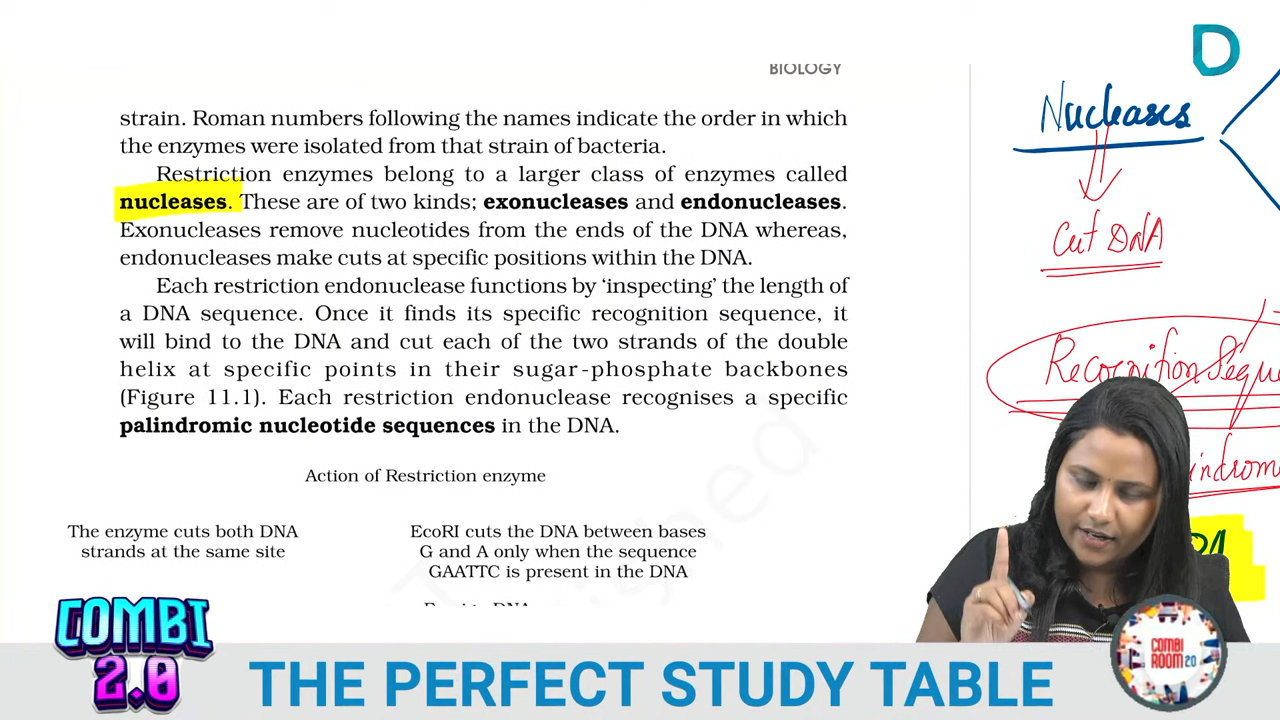 D
BIOLOGY
strain. Roman numbers following the names indicate the order in which
the enzymes were isolated from that strain of bacteria.
Restriction enzymes belong to a larger class of enzymes called
nucleases. These are of two kinds; exonucleases and endonucleases.
Exonucleases remove nucleotides from the ends of the DNA whereas,
endonucleases make cuts at specific positions within the DNA.
Each restriction endonuclease functions by ‘inspecting’ the length of
a DNA sequence. Once it finds its specific recognition sequence, it
will bind to the DNA and cut each of the two strands of the double
helix at specific points in their sugar-phosphate backbones
(Figure 11.1). Each restriction endonuclease recognises a specific
palindromic nucleotide sequences in the DNA.
Action of Restriction enzyme
The enzyme cuts both DNA
strands at the same site
EcoRI cuts the DNA between bases
G and A only when the sequence
GAATTC is present in the DNA
Nucleases
Cut DNA
Recognition Seque
indrom
COMBI
2.0
THE PERFECT STUDY TABLE
COMBI
ROOM 2.0